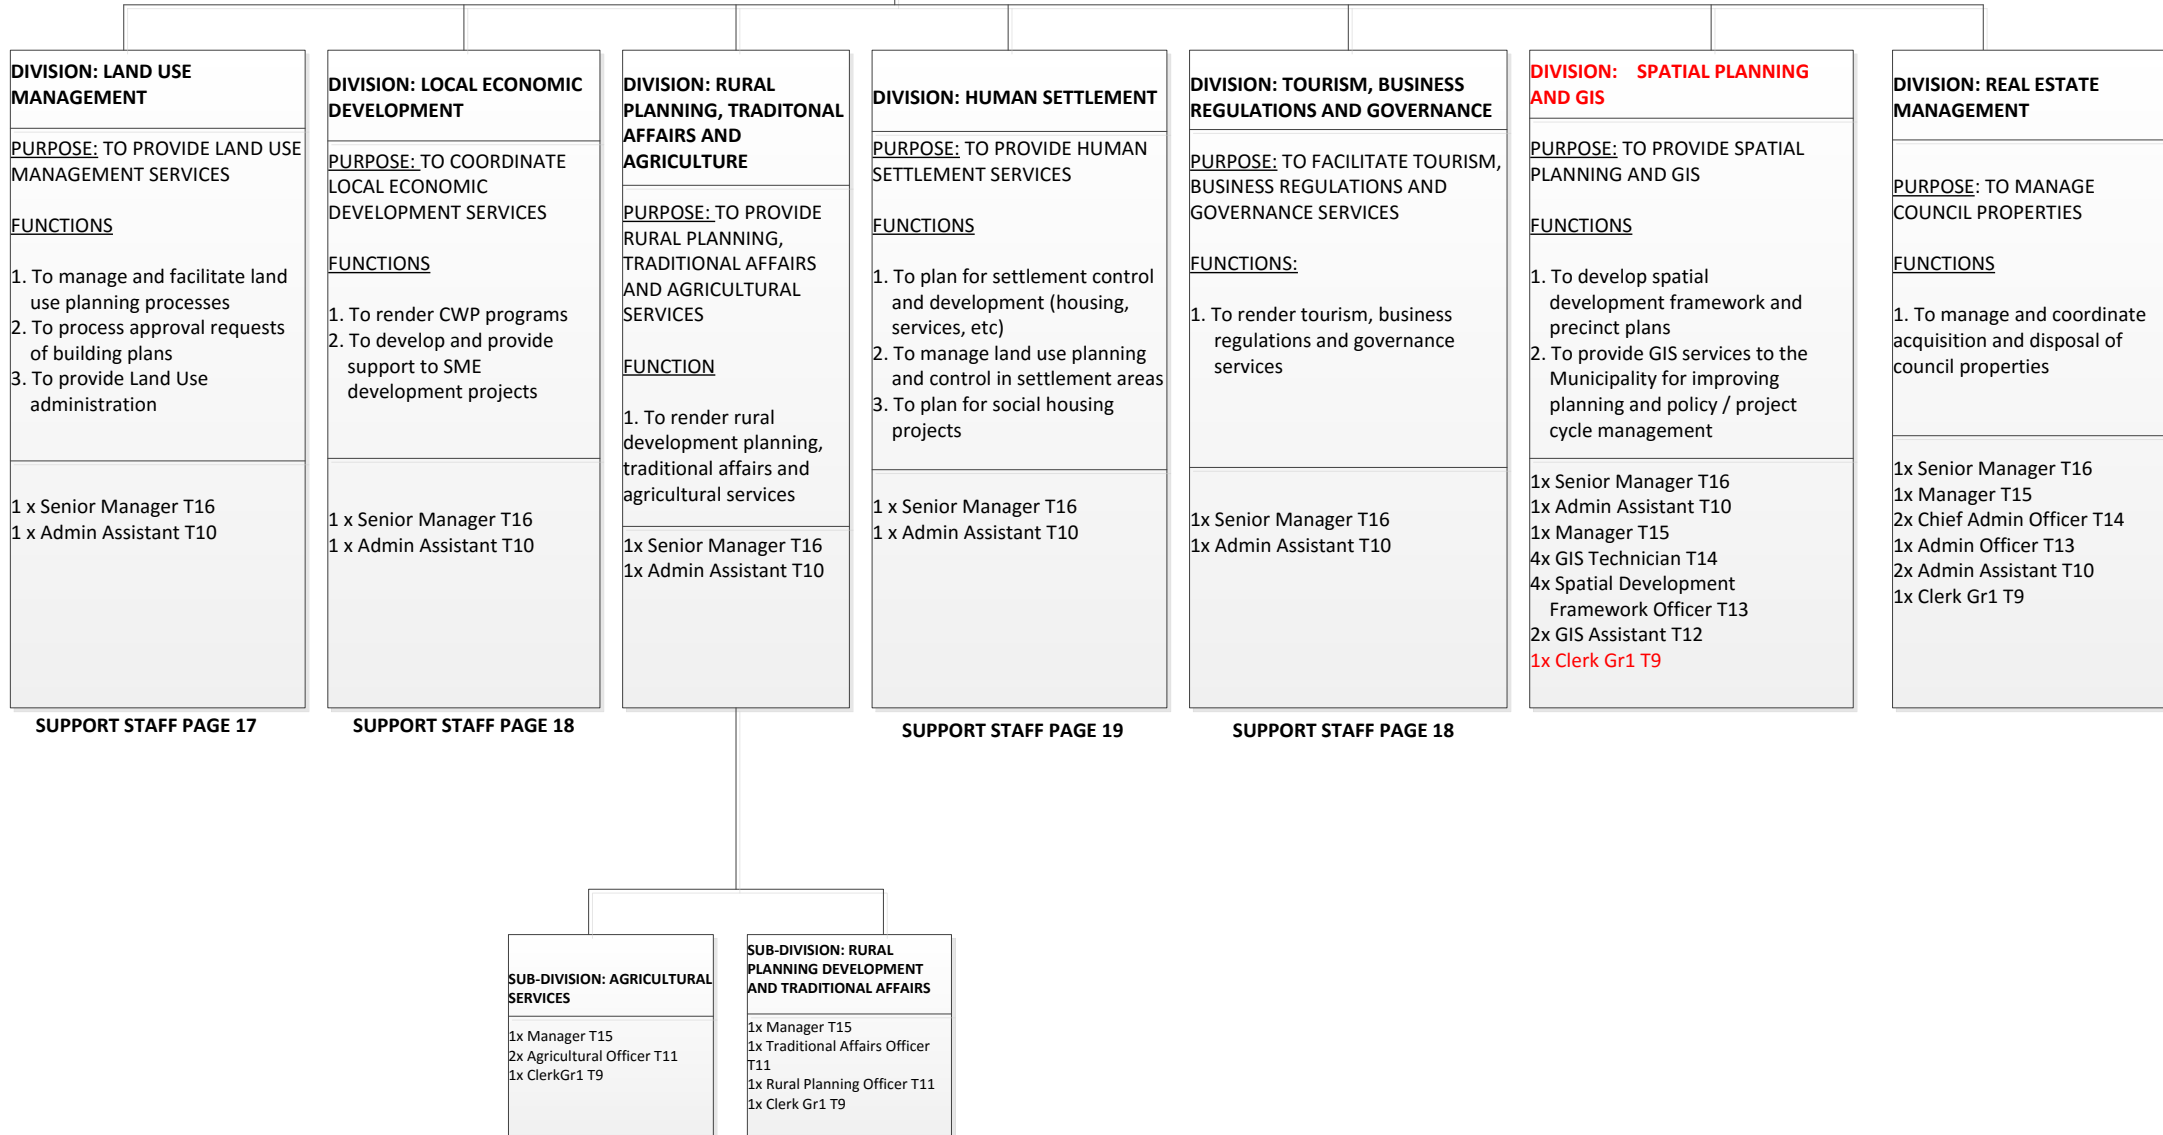 DIVISION: LAND USE
MANAGEMENT
PURPOSE: TO PROVIDE LAND USE
MANAGEMENT SERVICES
FUNCTIONS
1. To manage and facilitate land
use planning processes
2. To process approval requests
of building plans
3. To provide Land Use
administration
1 x Senior Manager T16
1 x Admin Assistant T10
SUPPORT STAFF PAGE 17
DIVISION: LOCAL ECONOMIC
DEVELOPMENT
PURPOSE: TO COORDINATE
LOCAL ECONOMIC
DEVELOPMENT SERVICES
FUNCTIONS
1. To render CWP programs
2. To develop and provide
support to SME
development projects
1 x Senior Manager T16
1 x Admin Assistant T10
SUPPORT STAFF PAGE 18
DIVISION: RURAL
PLANNING, TRADITONAL
AFFAIRS AND
AGRICULTURE
PURPOSE: TO PROVIDE
RURAL PLANNING,
TRADITIONAL AFFAIRS
AND AGRICULTURAL
SERVICES
FUNCTION
1. To render rural
development planning,
traditional affairs and
agricultural services
1x Senior Manager T16
1x Admin Assistant T10
DIVISION: HUMAN SETTLEMENT
PURPOSE: TO PROVIDE HUMAN
SETTLEMENT SERVICES
FUNCTIONS
1. To plan for settlement control
and development (housing,
services, etc)
2. To manage land use planning
and control in settlement areas
3. To plan for social housing
projects
1 x Senior Manager T16
1 x Admin Assistant T10
SUPPORT STAFF PAGE 19
DIVISION: TOURISM, BUSINESS
REGULATIONS AND GOVERNANCE
PURPOSE: TO FACILITATE TOURISM,
BUSINESS REGULATIONS AND
GOVERNANCE SERVICES
FUNCTIONS:
1. To render tourism, business
regulations and governance
services
1x Senior Manager T16
1x Admin Assistant T10
SUPPORT STAFF PAGE 18
DIVISION: SPATIAL PLANNING
AND GIS
PURPOSE: TO PROVIDE SPATIAL
PLANNING AND GIS
FUNCTIONS
1. To develop spatial
development framework and
precinct plans
2. To provide GIS services to the
Municipality for improving
planning and policy / project
cycle management
1x Senior Manager T16
1x Admin Assistant T10
1x Manager T15
4x GIS Technician T14
4x Spatial Development
Framework Officer T13
2x GIS Assistant T12
1x Clerk Gr1 T9
DIVISION: REAL ESTATE
MANAGEMENT
PURPOSE: TO MANAGE
COUNCIL PROPERTIES
FUNCTIONS
1. To manage and coordinate
acquisition and disposal of
council properties
1x Senior Manager T16
1x Manager T15
2x Chief Admin Officer T14
1x Admin Officer T13
2x Admin Assistant T10
1x Clerk Gr1 T9
SUB-DIVISION: AGRICULTURAL
SERVICES
1x Manager T15
2x Agricultural Officer T11
1x ClerkGr1 T9
SUB-DIVISION: RURAL
PLANNING DEVELOPMENT
AND TRADITIONAL AFFAIRS
1x Manager T15
1x Traditional Affairs Officer
T11
1x Rural Planning Officer T11
1x Clerk Gr1 T9